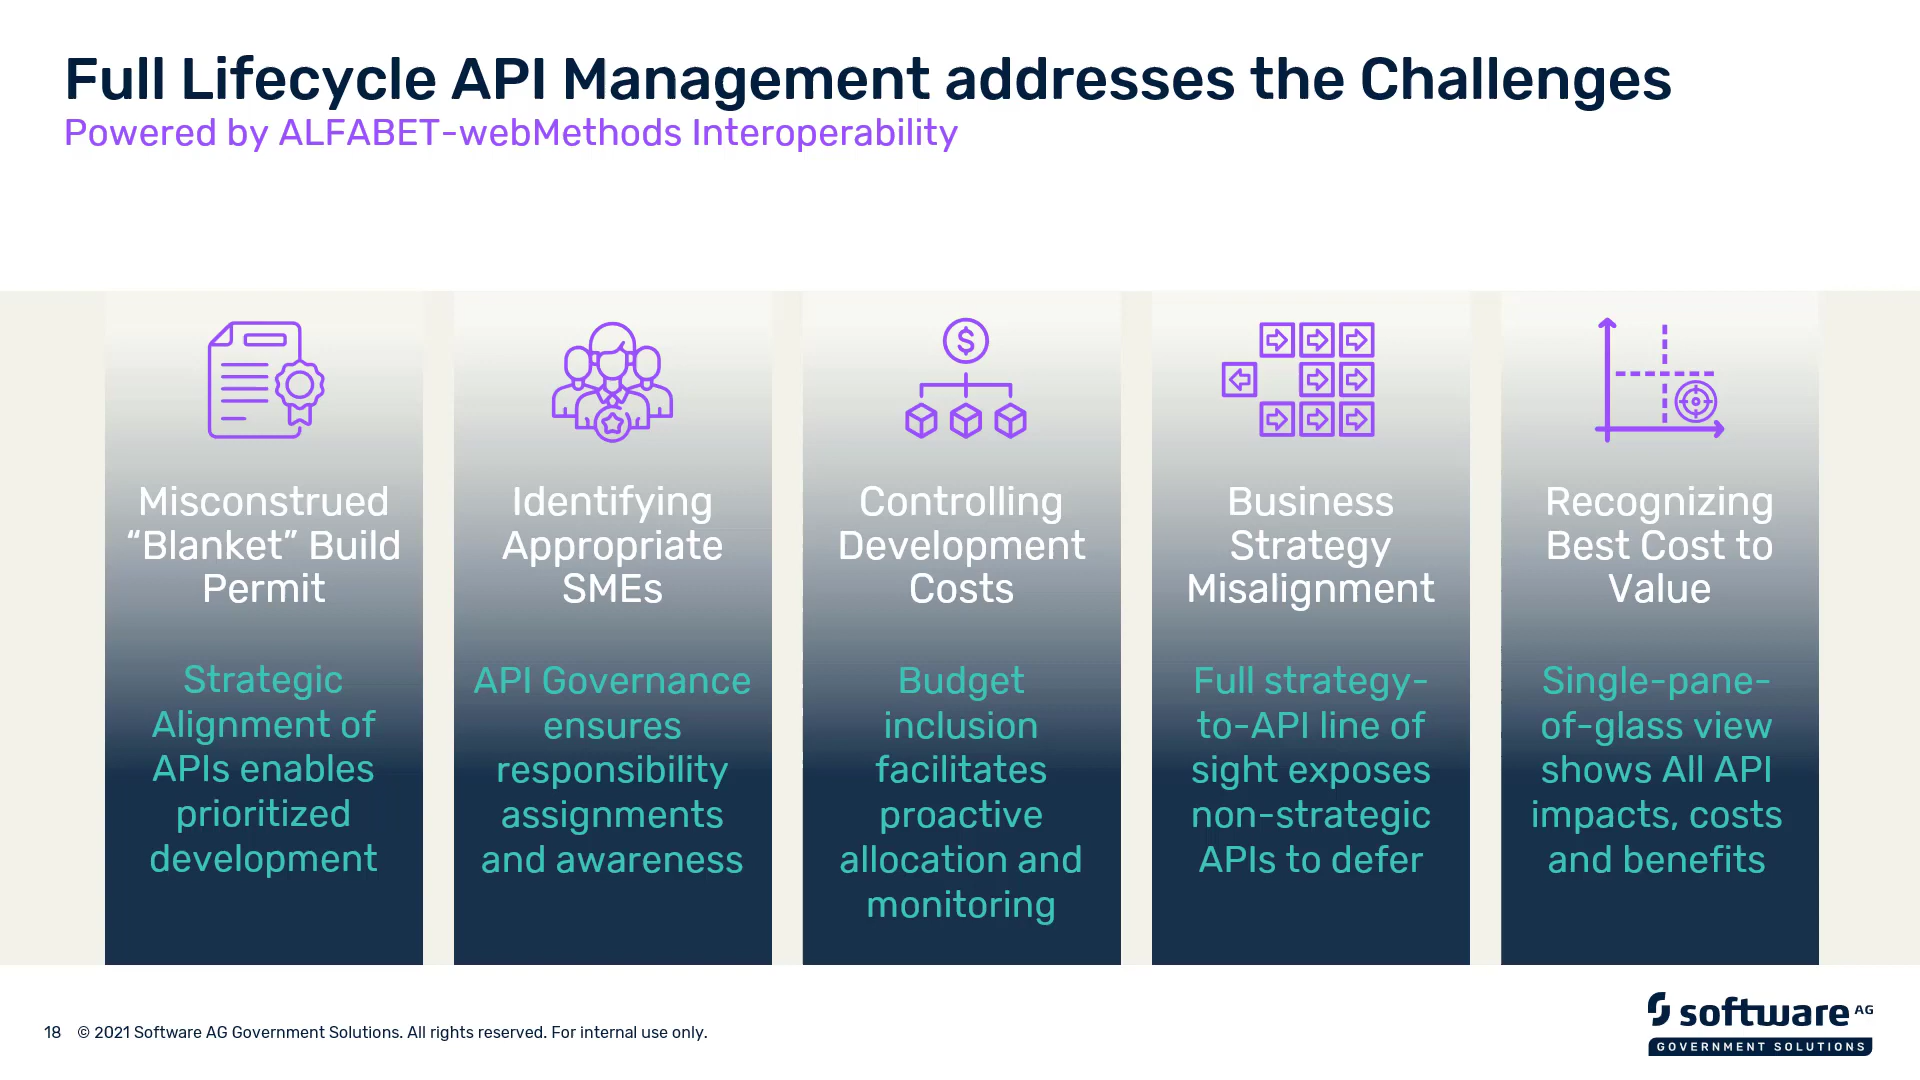 Full Lifecycle API Management addresses the Challenges
Powered by ALFABET-webMethods Interoperability
$
Misconstrued
“Blanket” Build
Permit
Strategic
Alignment of
APIs enables
prioritized
development
Identifying
Appropriate
SMEs
API Governance
ensures
responsibility
assignments
and awareness
Controlling
Development
Costs
Budget
inclusion
facilitates
proactive
allocation and
monitoring
Business
Strategy
Misalignment
Full strategy-
to-API line of
sight exposes
non-strategic
APIs to defer
Recognizing
Best Cost to
Value
Single-pane-
of-glass view
shows All API
impacts, costs
and benefits
18 © 2021 Software AG Government Solutions. All rights reserved. For internal use only.
software AG
GOVERNMENT SOLUTIONS